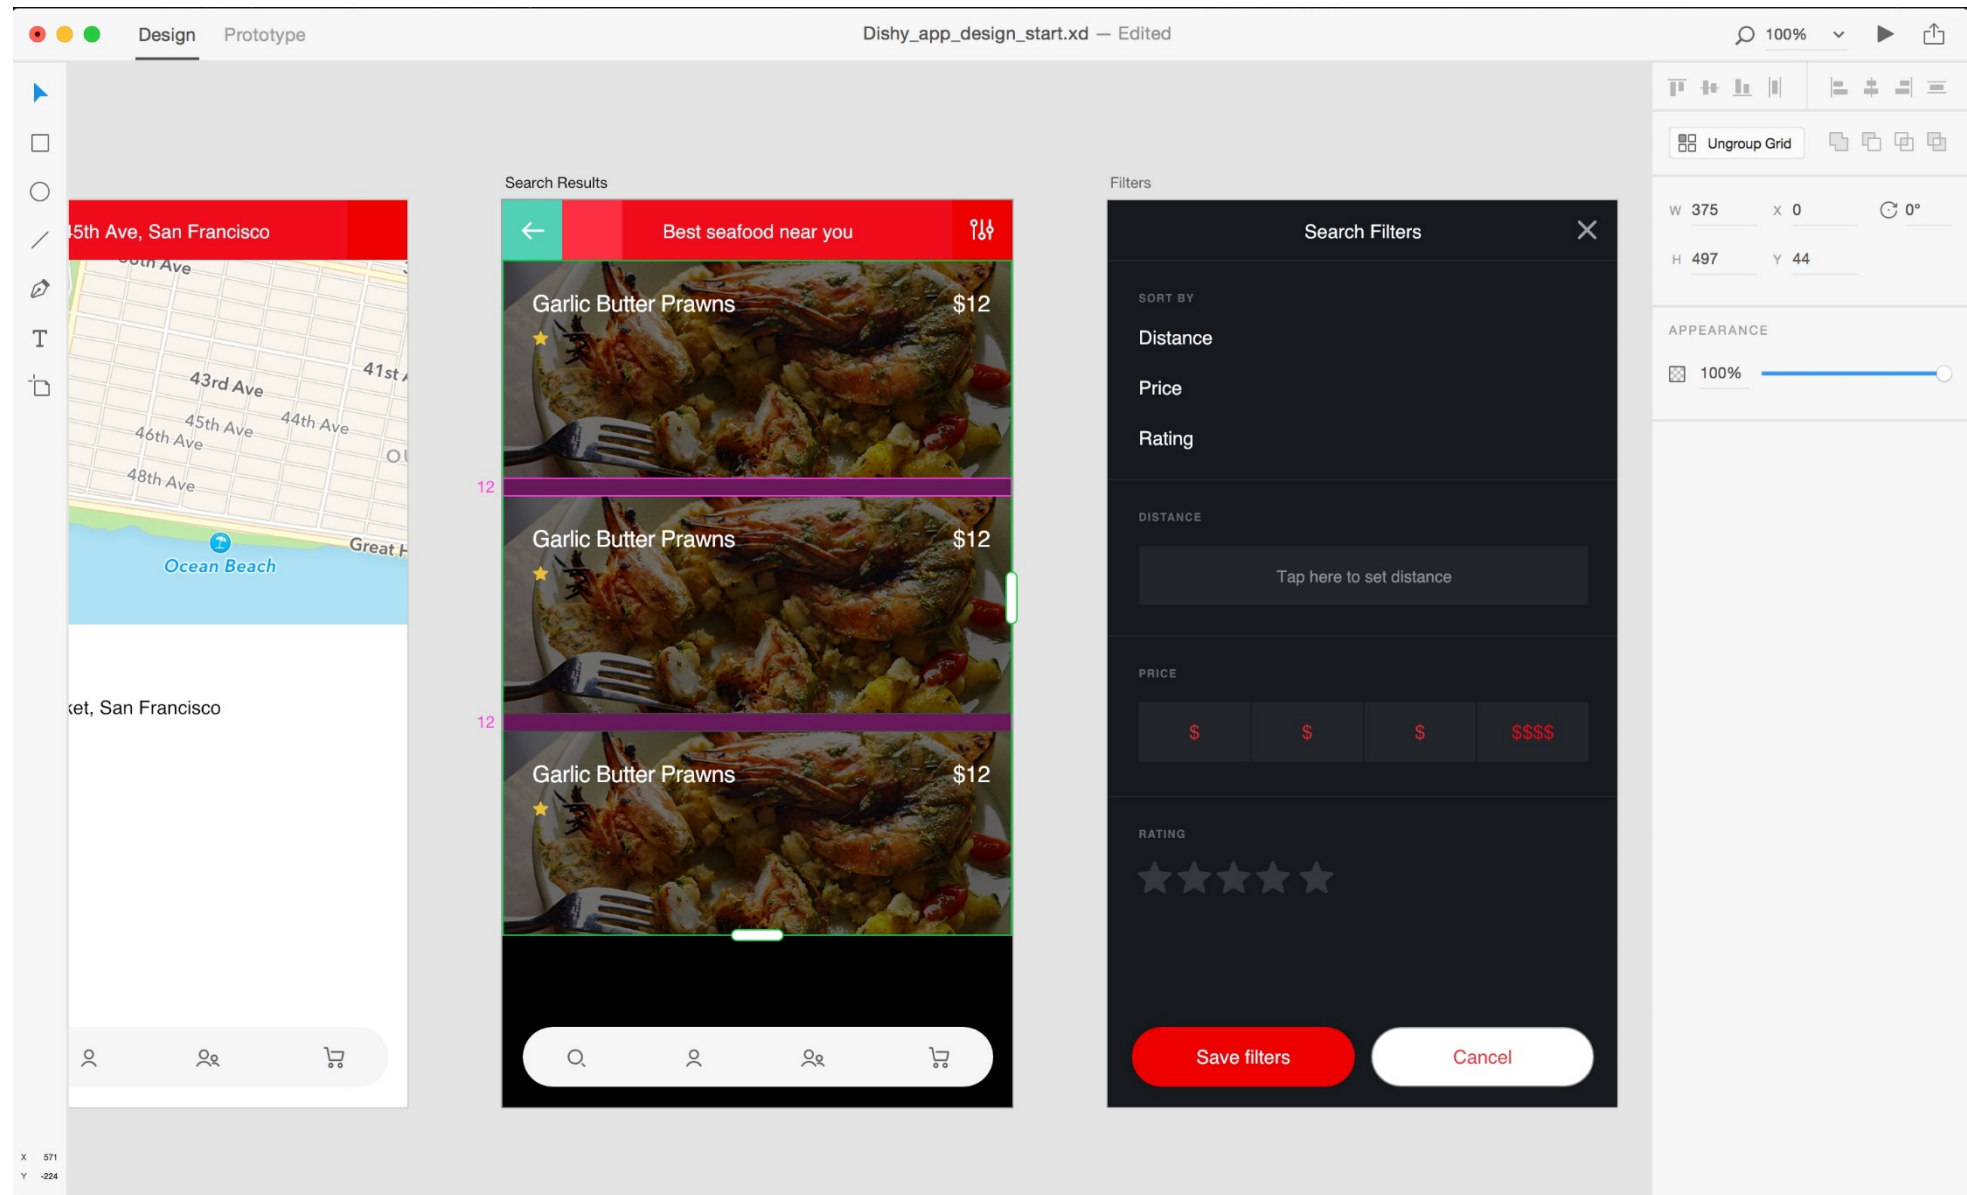 Design Prototype Dishy_app_design_start.xd — Edited 100%
Ungroup Grid
W 375 X 0 0°
H 497 Y 44
APPEARANCE
100%
45th Ave, San Francisco
43rd Ave
41st
45th Ave
44th Ave
46th Ave
48th Ave
Great H
Ocean Beach
ket, San Francisco
Search Results
Best seafood near you
Garlic Butter Prawns $12
12
Garlic Butter Prawns $12
12
Garlic Butter Prawns $12
Filters
Search Filters
SORT BY
Distance
Price
Rating
DISTANCE
Tap here to set distance
PRICE
$ $ $ $$$$
RATING
Save filters Cancel
X 571
Y -224